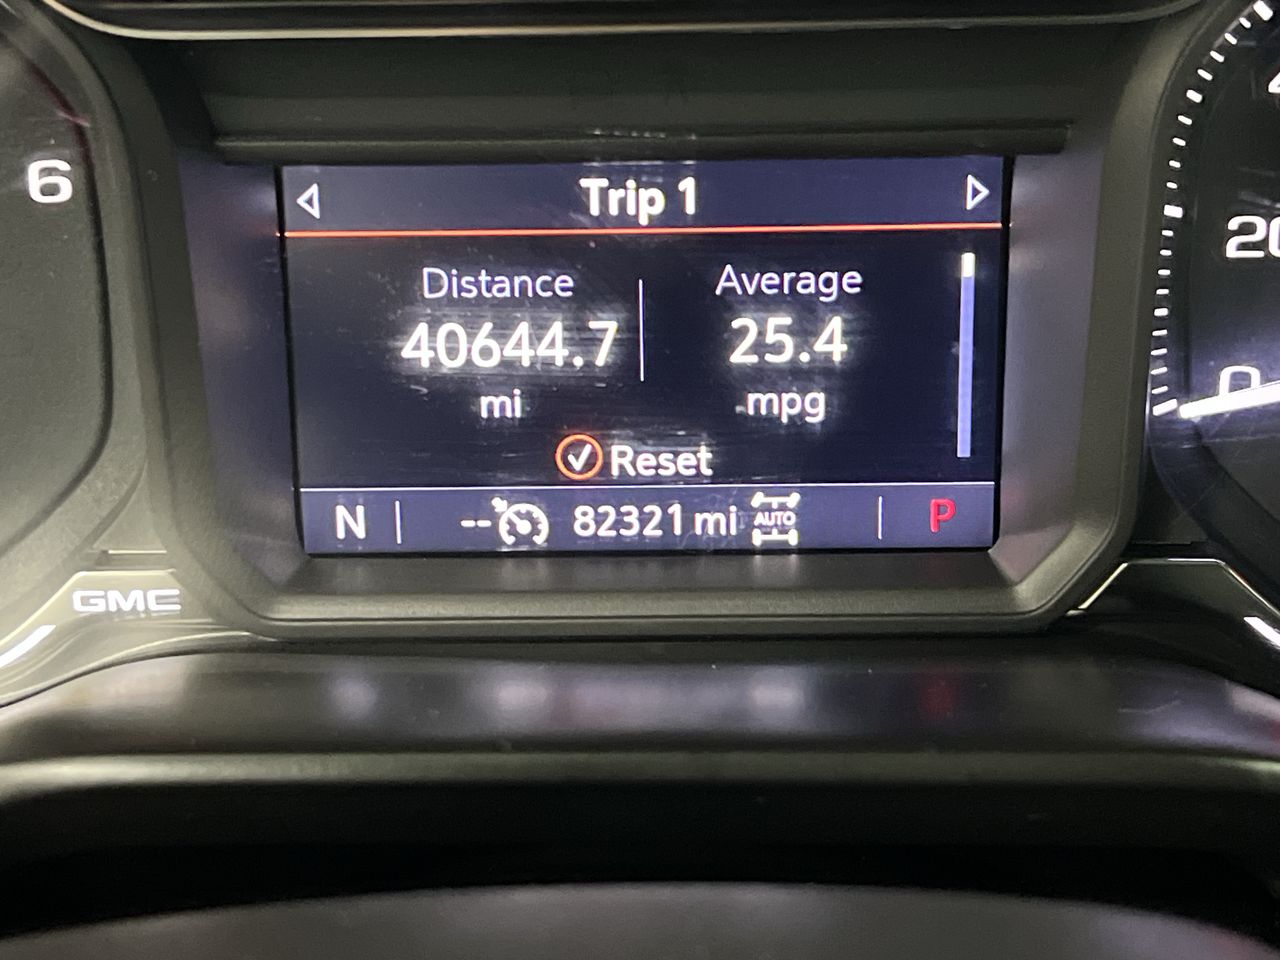 6
Trip 1
Distance
Average
40644.7
25.4
mi
mpg
Reset
N
--
82321 mi
AUTO
P
GMC
20
0